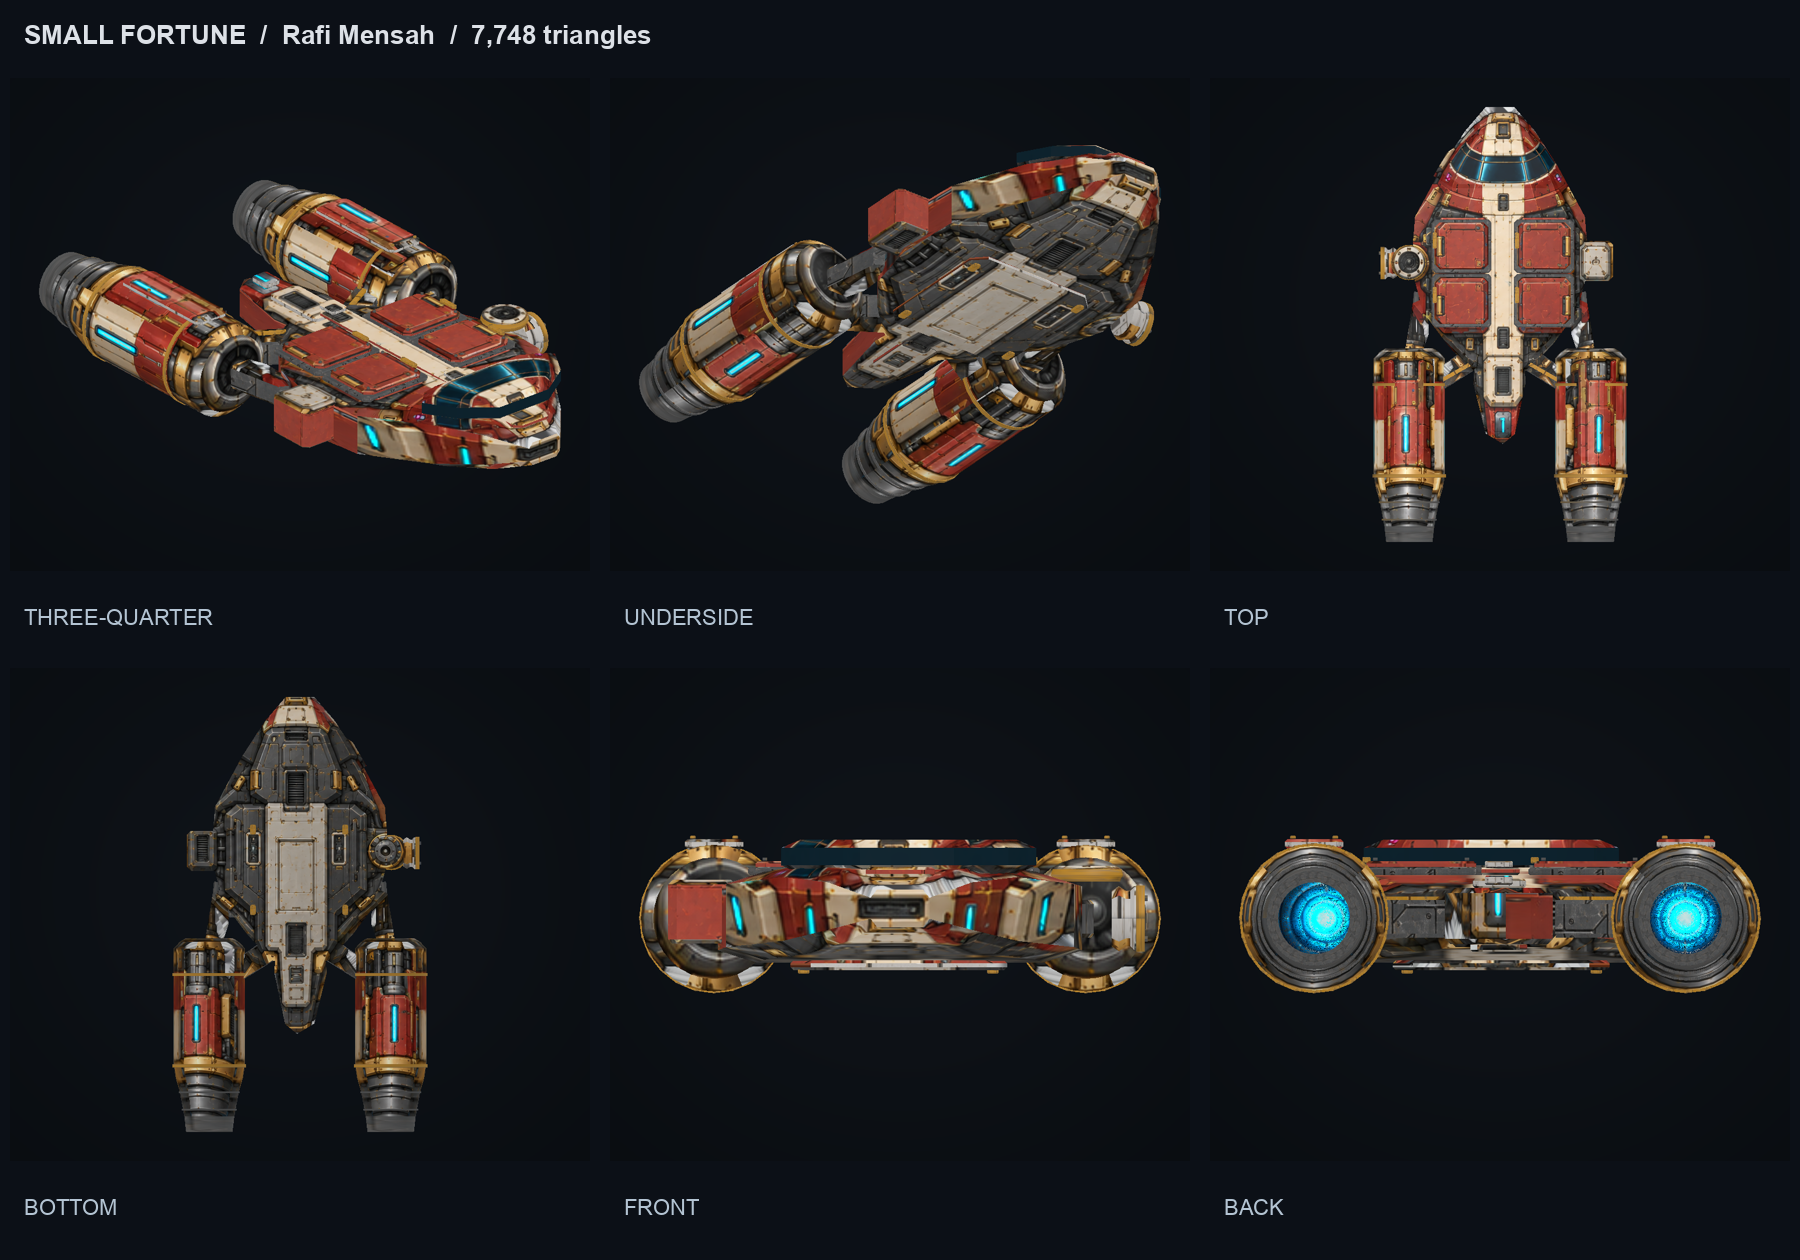 SMALL FORTUNE / Rafi Mensah / 7,748 triangles
THREE-QUARTER
UNDERSIDE
TOP
BOTTOM
FRONT
BACK